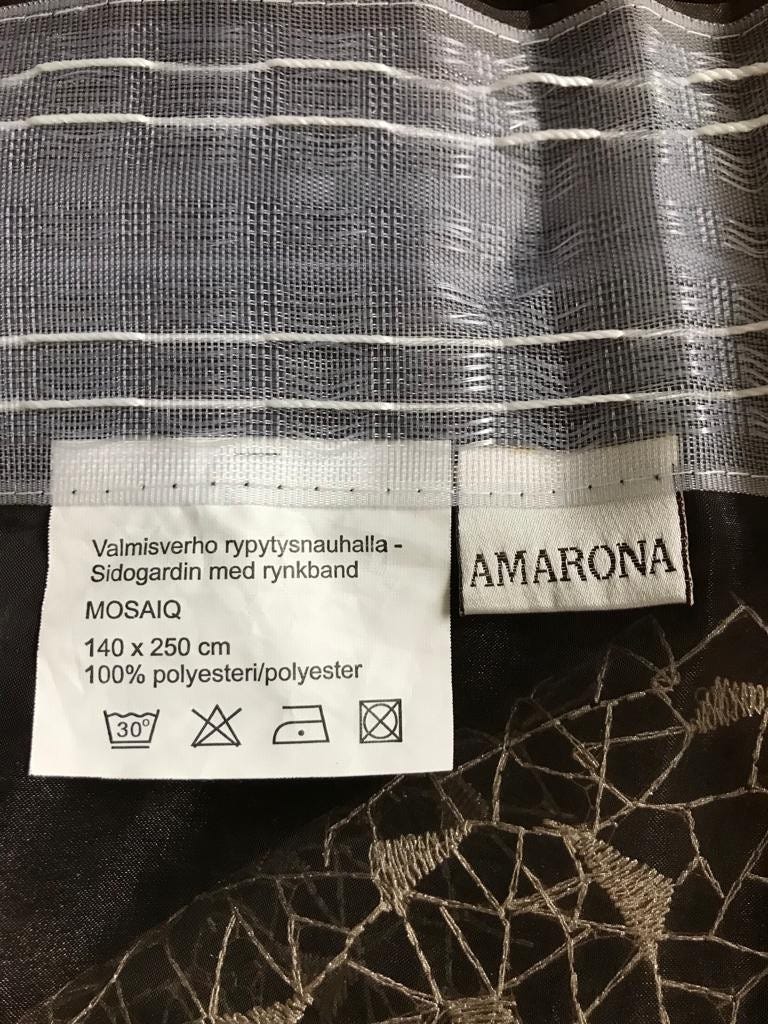 Valmisverho rypytysnauhalla -
Sidogardin med rynkband
MOSAIQ
140 x 250 cm
100% polyesteri/polyester
30°
AMARONA